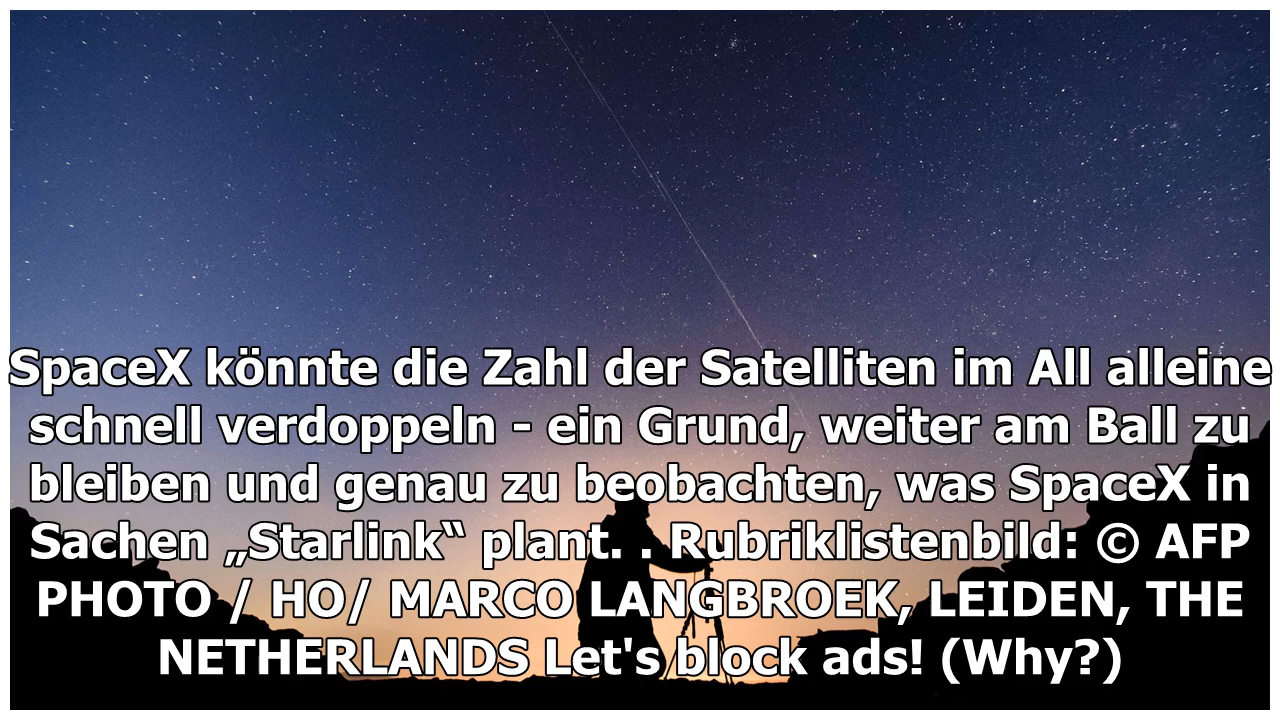 SpaceX könnte die Zahl der Satelliten im All alleine
schnell verdoppeln - ein Grund, weiter am Ball zu
bleiben und genau zu beobachten, was SpaceX in
Sachen „Starlink“ plant. . Rubriklistenbild: © AFP
PHOTO / HO/ MARCO LANGBROEK, LEIDEN, THE
NETHERLANDS Let's block ads! (Why?)